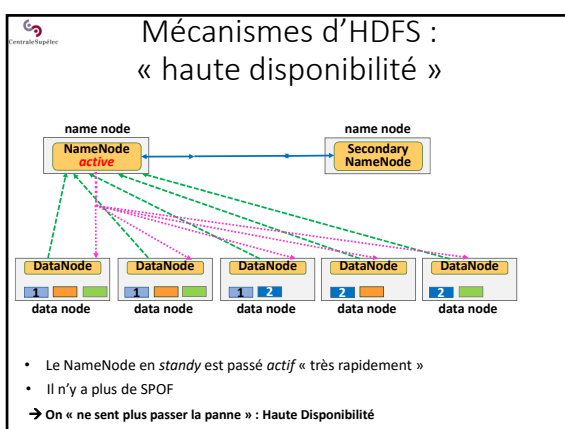 CentraleSupélec
Mécanismes d'HDFS :
« haute disponibilité »
name node
name node
NameNode
active
Secondary
NameNode
DataNode
DataNode
DataNode
DataNode
DataNode
1
1
1 2
2
2
data node
data node
data node
data node
data node
• Le NameNode en standy est passé actif « très rapidement »
• Il n'y a plus de SPOF
➔ On « ne sent plus passer la panne » : Haute Disponibilité